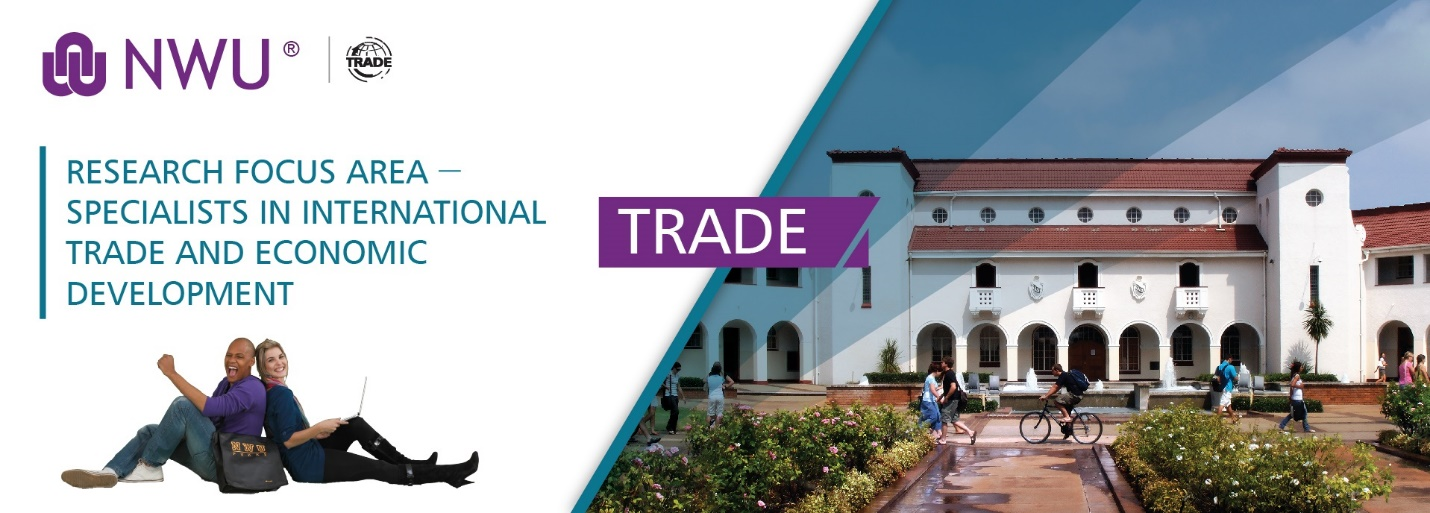 NWU®
TRADE
RESEARCH FOCUS AREA –
SPECIALISTS IN INTERNATIONAL
TRADE AND ECONOMIC
DEVELOPMENT
TRADE